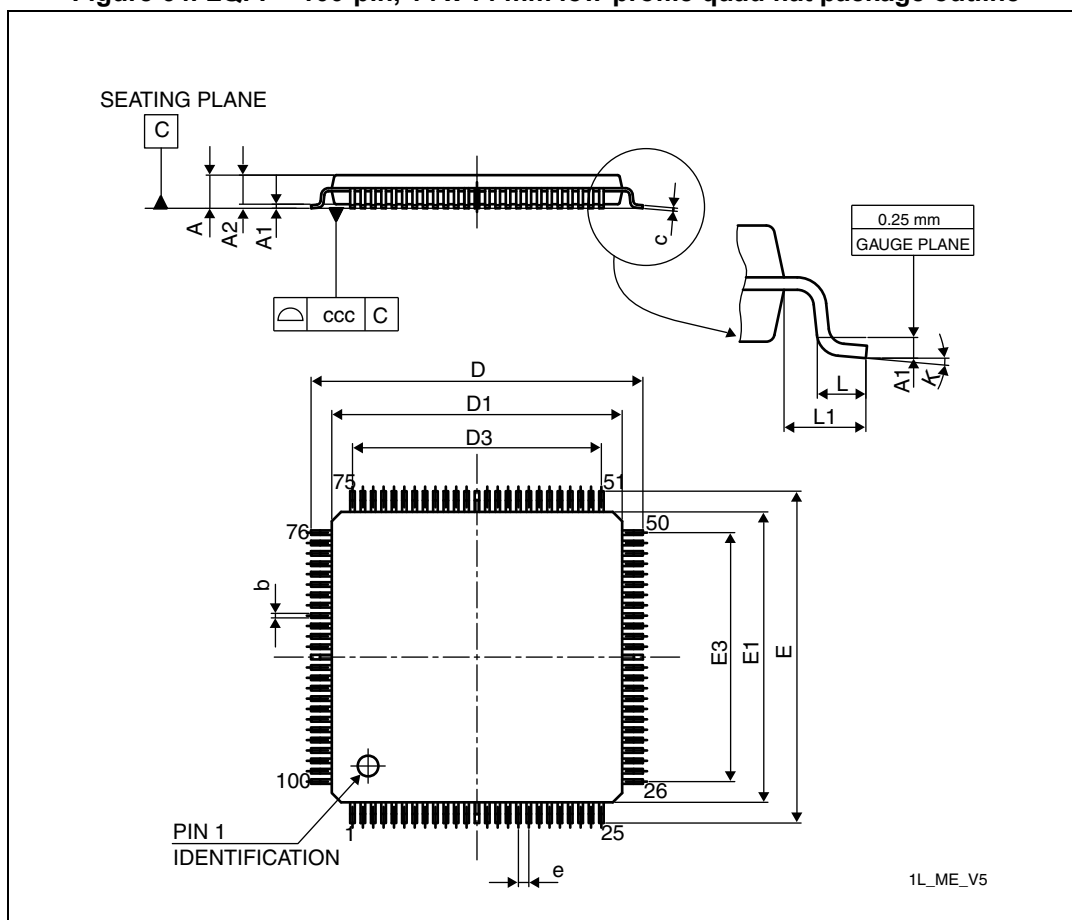 SEATING PLANE
C
A
A2
A1
c
ccc C
0.25 mm
GAUGE PLANE
A1
K
L
L1
D
D1
D3
75
51
76
50
b
E3
E1
E
100
26
1
25
PIN 1
IDENTIFICATION
e
1L_ME_V5